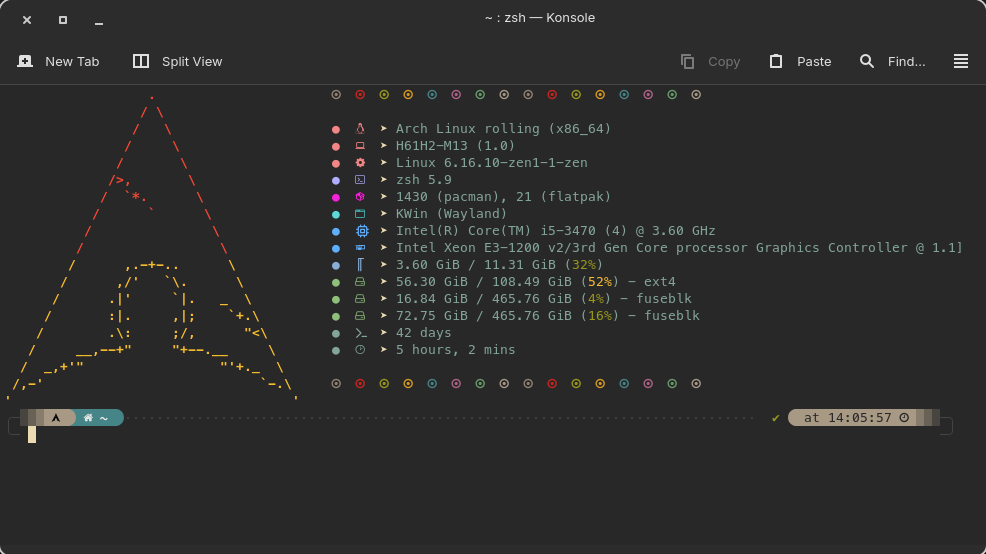 ~ : zsh — Konsole
New Tab
Split View
Copy
Paste
Find...
Arch Linux rolling (x86_64)
H61H2-M13 (1.0)
Linux 6.16.10-zen1-1-zen
zsh 5.9
1430 (pacman), 21 (flatpak)
KWin (Wayland)
Intel(R) Core(TM) i5-3470 (4) @ 3.60 GHz
Intel Xeon E3-1200 v2/3rd Gen Core processor Graphics Controller @ 1.1]
3.60 GiB / 11.31 GiB (32%)
56.30 GiB / 108.49 GiB (52%) - ext4
16.84 GiB / 465.76 GiB (4%) - fuseblk
72.75 GiB / 465.76 GiB (16%) - fuseblk
42 days
5 hours, 2 mins
~
at 14:05:57